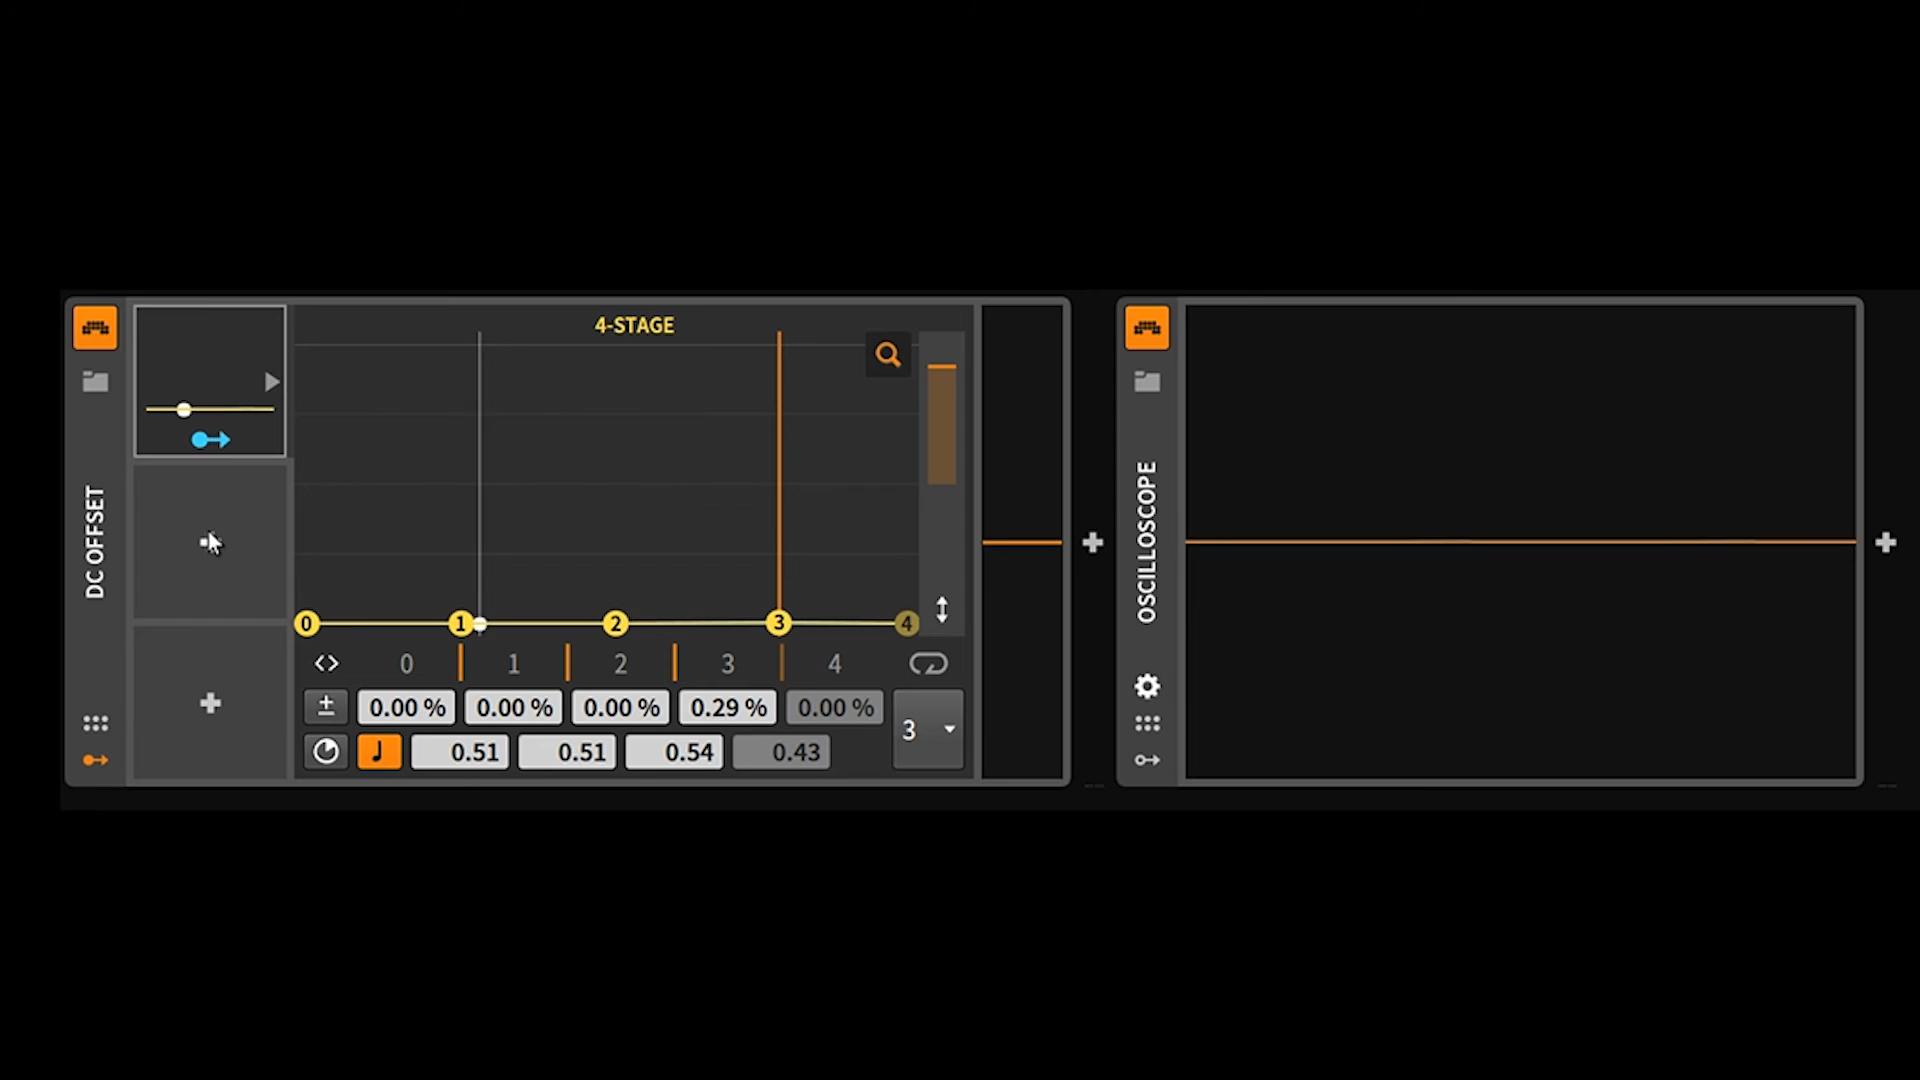 4-STAGE
DC OFFSET
OSCILLOSCOPE
0 1 2 3 4
0 1 2 3 4
0.00 % 0.00 % 0.00 % 0.29 % 0.00 %
3
0.51 0.51 0.54 0.43